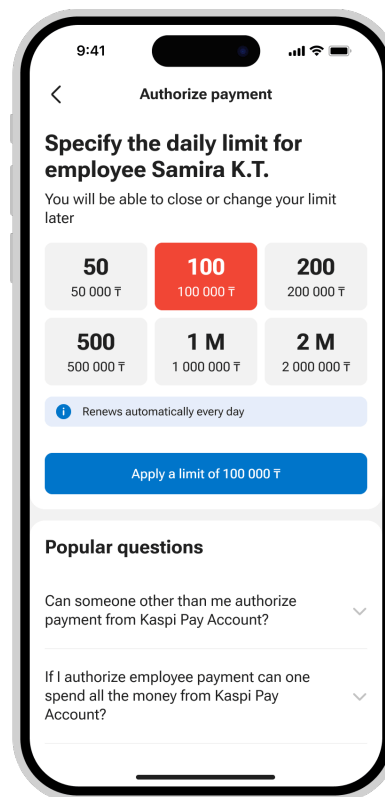 9:41
Authorize payment
Specify the daily limit for
employee Samira K.T.
You will be able to close or change your limit
later
50
50 000 ₸
100
100 000 ₸
200
200 000 ₸
500
500 000 ₸
1 M
1 000 000 ₸
2 M
2 000 000 ₸
Renews automatically every day
Apply a limit of 100 000 ₸
Popular questions
Can someone other than me authorize
payment from Kaspi Pay Account?
If I authorize employee payment can one
spend all the money from Kaspi Pay
Account?